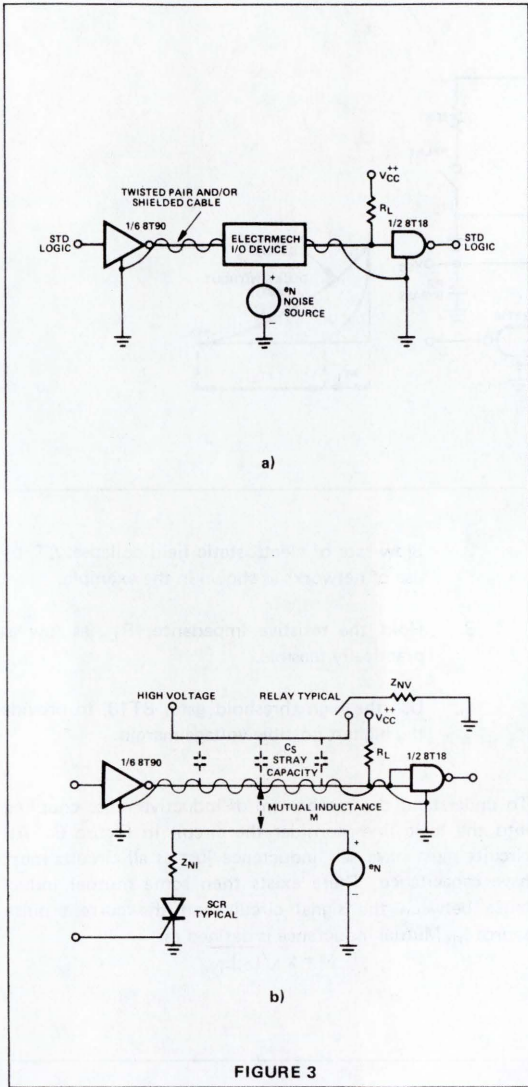 V++CC
TWISTED PAIR AND/OR
SHIELDED CABLE
RL
1/6 8T90
1/2 8T18
STD
LOGIC
ELECTRMECH
I/O DEVICE
STD
LOGIC
+
eN
NOISE
SOURCE
–
a)
HIGH VOLTAGE
RELAY TYPICAL
ZNV
VCC
CS
STRAY
CAPACITY
RL
1/6 8T90
1/2 8T18
MUTUAL INDUCTANCE
M
ZNI
+
eN
–
SCR
TYPICAL
b)
FIGURE 3